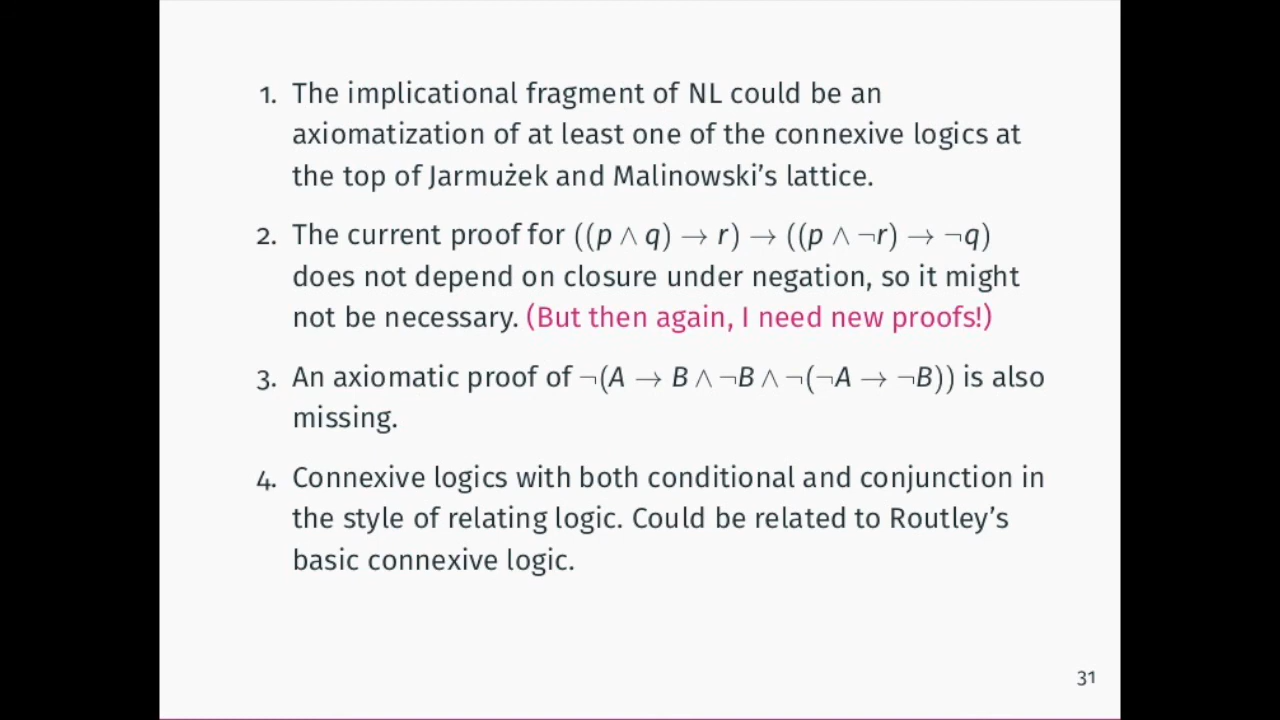 1. The implicational fragment of NL could be an
axiomatization of at least one of the connexive logics at
the top of Jarmużek and Malinowski's lattice.
2. The current proof for ((p ∧ q) → r) → ((p ∧ ¬r) → ¬q)
does not depend on closure under negation, so it might
not be necessary. (But then again, I need new proofs!)
3. An axiomatic proof of ¬(A → B ∧ ¬B ∧ ¬(¬A → ¬B)) is also
missing.
4. Connexive logics with both conditional and conjunction in
the style of relating logic. Could be related to Routley's
basic connexive logic.
31